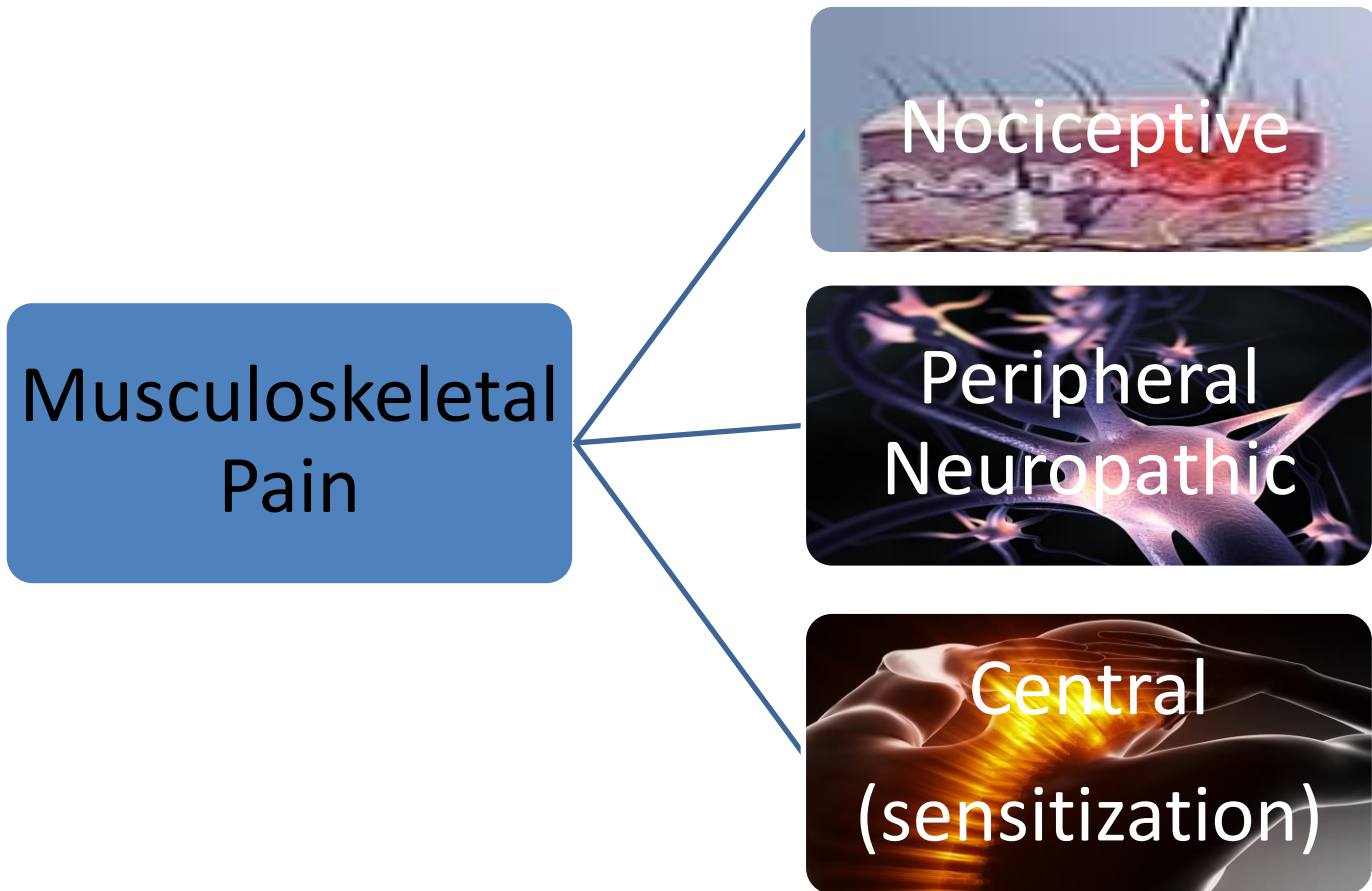 Musculoskeletal
Pain
Nociceptive
Peripheral
Neuropathic
Central
(sensitization)